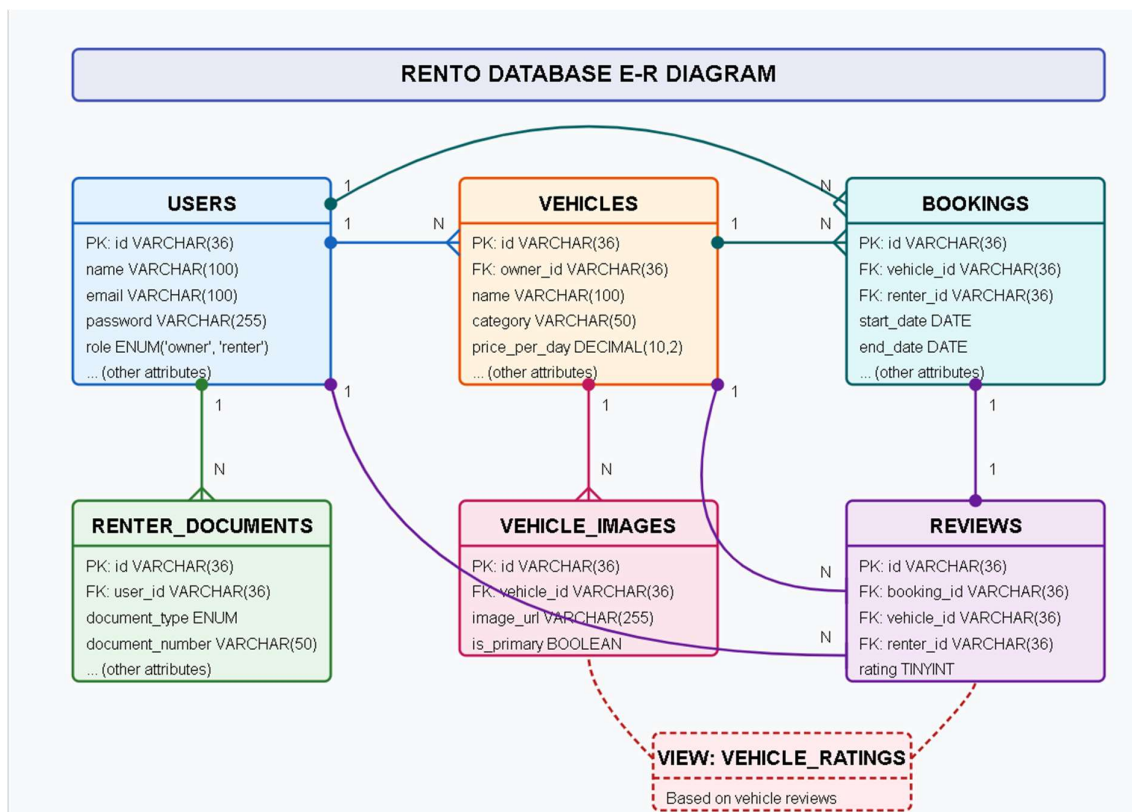 RENTO DATABASE E-R DIAGRAM
1
N
USERS
PK: id VARCHAR(36)
name VARCHAR(100)
email VARCHAR(100)
password VARCHAR(255)
role ENUM('owner', 'renter')
... (other attributes)
1
N
VEHICLES
PK: id VARCHAR(36)
FK: owner_id VARCHAR(36)
name VARCHAR(100)
category VARCHAR(50)
price_per_day DECIMAL(10,2)
... (other attributes)
1
N
BOOKINGS
PK: id VARCHAR(36)
FK: vehicle_id VARCHAR(36)
FK: renter_id VARCHAR(36)
start_date DATE
end_date DATE
... (other attributes)
1
1
1
1
1
N
N
1
RENTER_DOCUMENTS
PK: id VARCHAR(36)
FK: user_id VARCHAR(36)
document_type ENUM
document_number VARCHAR(50)
... (other attributes)
VEHICLE_IMAGES
PK: id VARCHAR(36)
FK: vehicle_id VARCHAR(36)
image_url VARCHAR(255)
is_primary BOOLEAN
N
N
REVIEWS
PK: id VARCHAR(36)
FK: booking_id VARCHAR(36)
FK: vehicle_id VARCHAR(36)
FK: renter_id VARCHAR(36)
rating TINYINT
VIEW: VEHICLE_RATINGS
Based on vehicle reviews